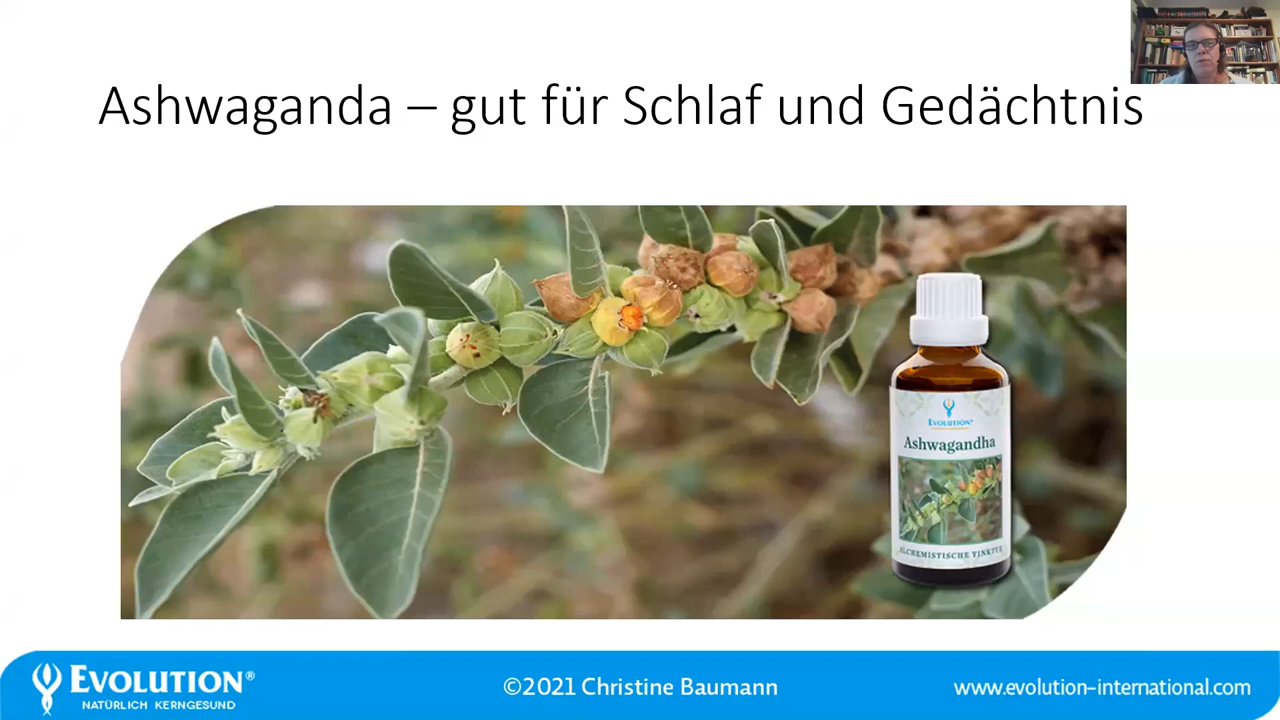 Ashwaganda – gut für Schlaf und Gedächtnis
EVOLUTION®
Ashwagandha
ALCHEMISTISCHE TINKTUR
EVOLUTION®
NATÜRLICH KERNGESUND
©2021 Christine Baumann
www.evolution-international.com